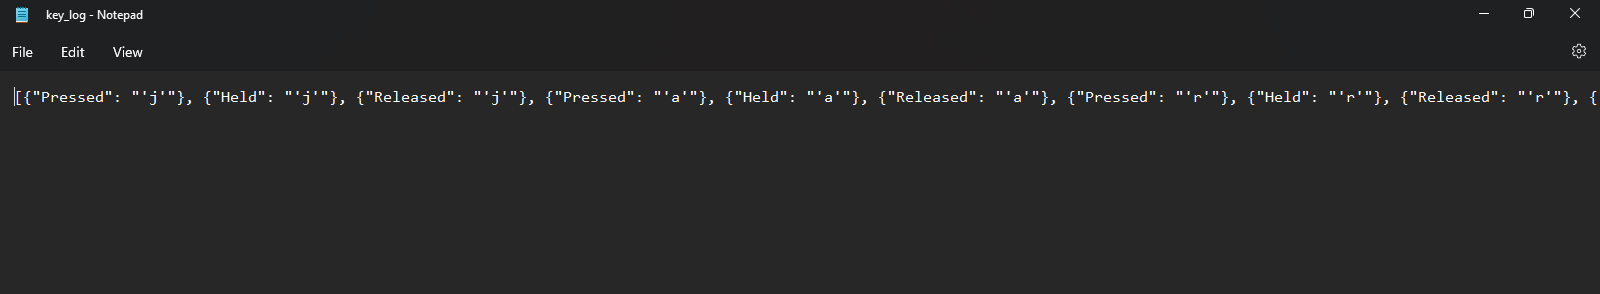 key_log - Notepad
File Edit View
[{"Pressed": "'j'"}, {"Held": "'j'"}, {"Released": "'j'"}, {"Pressed": "'a'"}, {"Held": "'a'"}, {"Released": "'a'"}, {"Pressed": "'r'"}, {"Held": "'r'"}, {"Released": "'r'"}, {